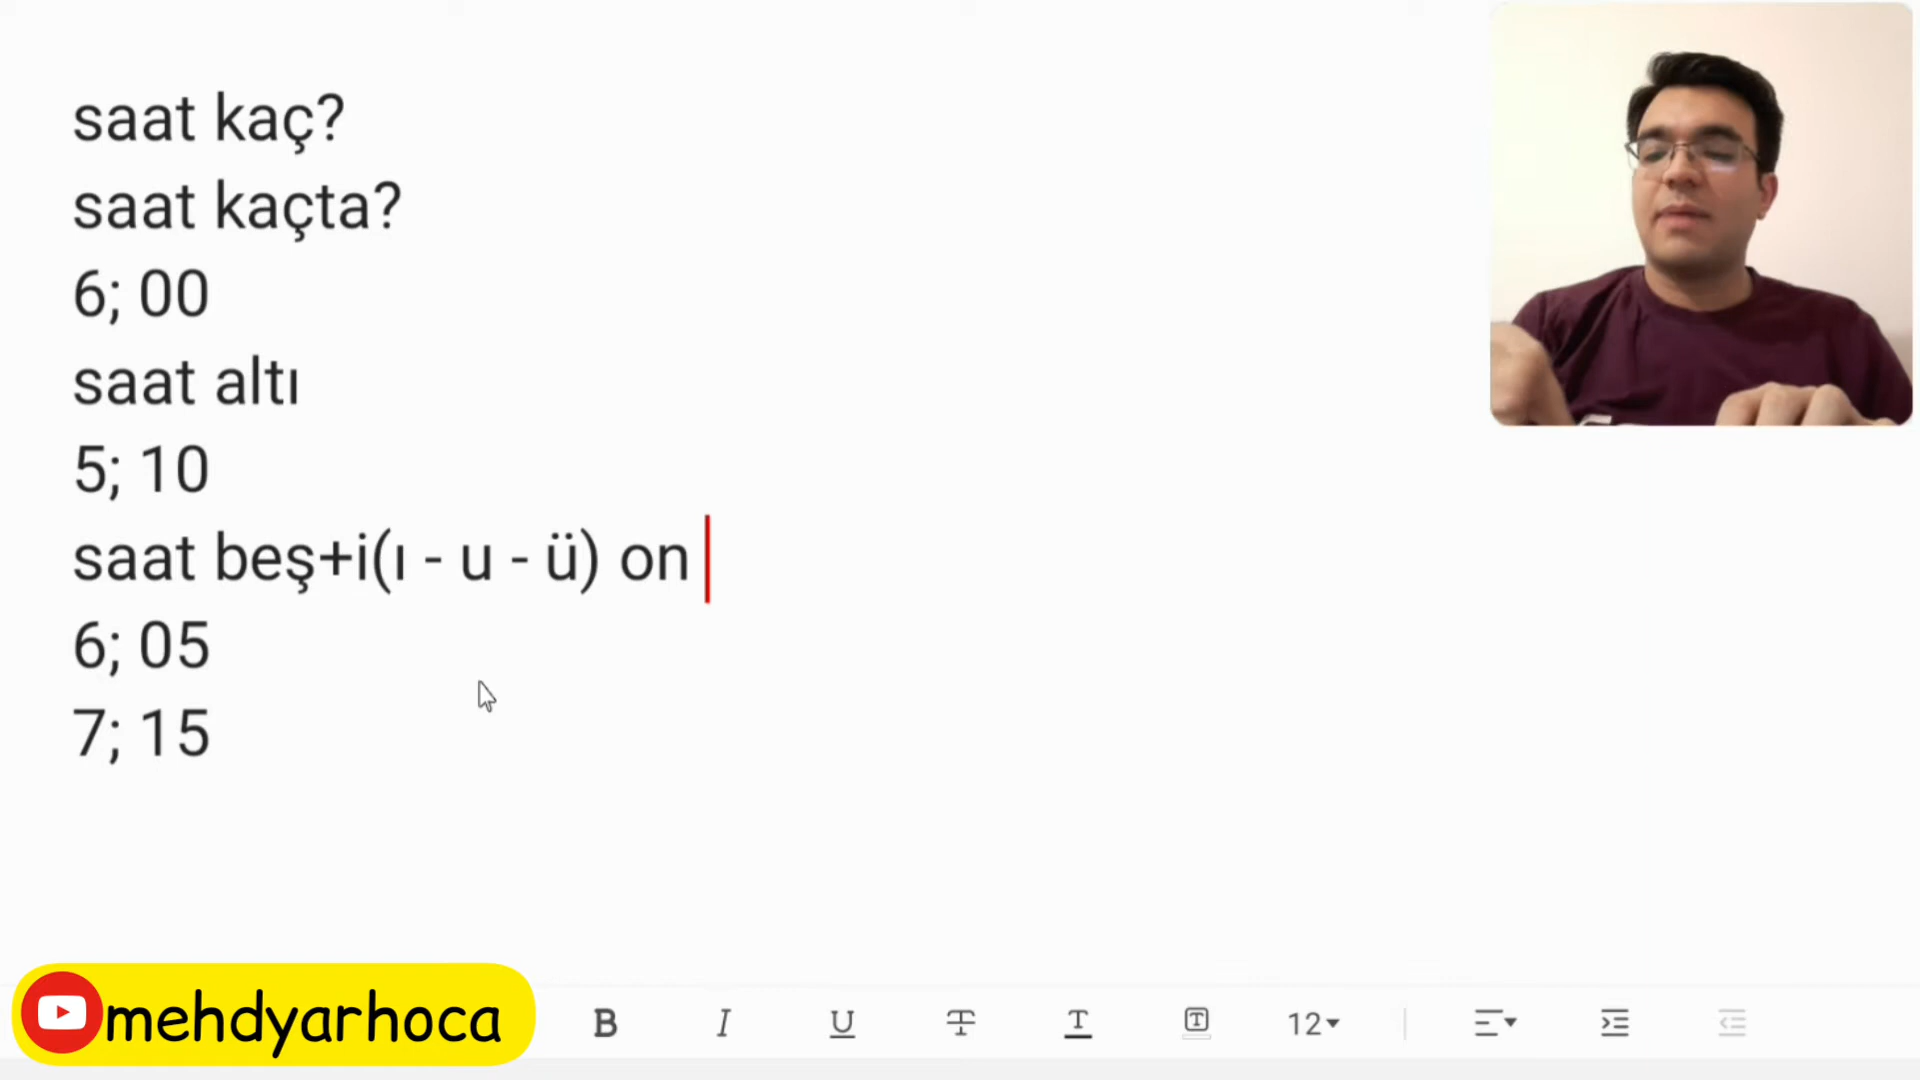 saat kaç?
saat kaçta?
6; 00
saat altı
5; 10
saat beş+i(ı - u - ü) on
6; 05
7; 15
mehdyarhoca
B I U T T T 12